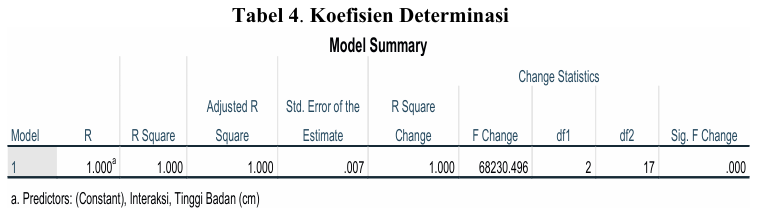 Tabel 4. Koefisien Determinasi
Model Summary
Change Statistics
Adjusted R Std. Error of the R Square
Model R R Square Square Estimate Change F Change df1 df2 Sig. F Change
1 1.000a 1.000 1.000 .007 1.000 68230.496 2 17 .000
a. Predictors: (Constant), Interaksi, Tinggi Badan (cm)